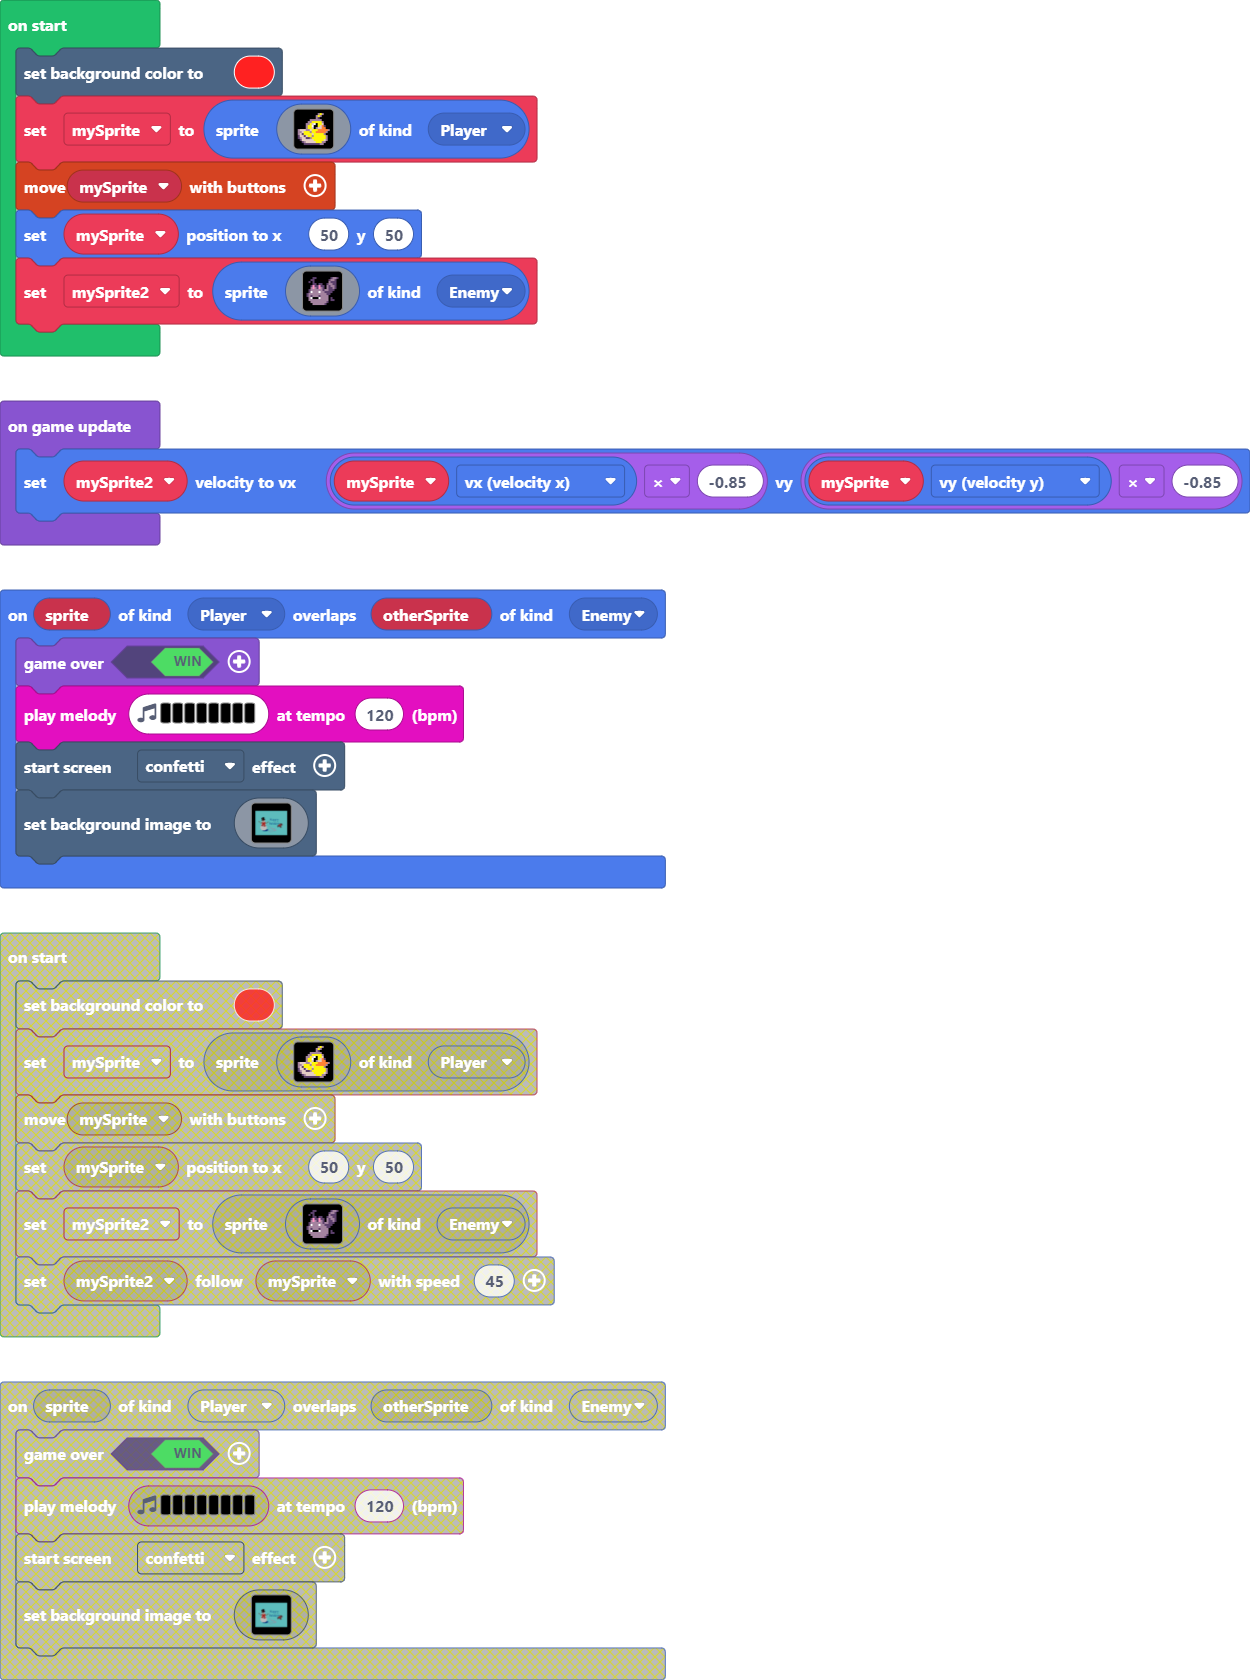 on start
set background color to
set mySprite to sprite of kind Player
move mySprite with buttons
set mySprite position to x 50 y 50
set mySprite2 to sprite of kind Enemy
on game update
set mySprite2 velocity to vx mySprite vx (velocity x) × -0.85 vy mySprite vy (velocity y) × -0.85
on sprite of kind Player overlaps otherSprite of kind Enemy
game over WIN
play melody at tempo 120 (bpm)
start screen confetti effect
set background image to
on start
set background color to
set mySprite to sprite of kind Player
move mySprite with buttons
set mySprite position to x 50 y 50
set mySprite2 to sprite of kind Enemy
set mySprite2 follow mySprite with speed 45
on sprite of kind Player overlaps otherSprite of kind Enemy
game over WIN
play melody at tempo 120 (bpm)
start screen confetti effect
set background image to